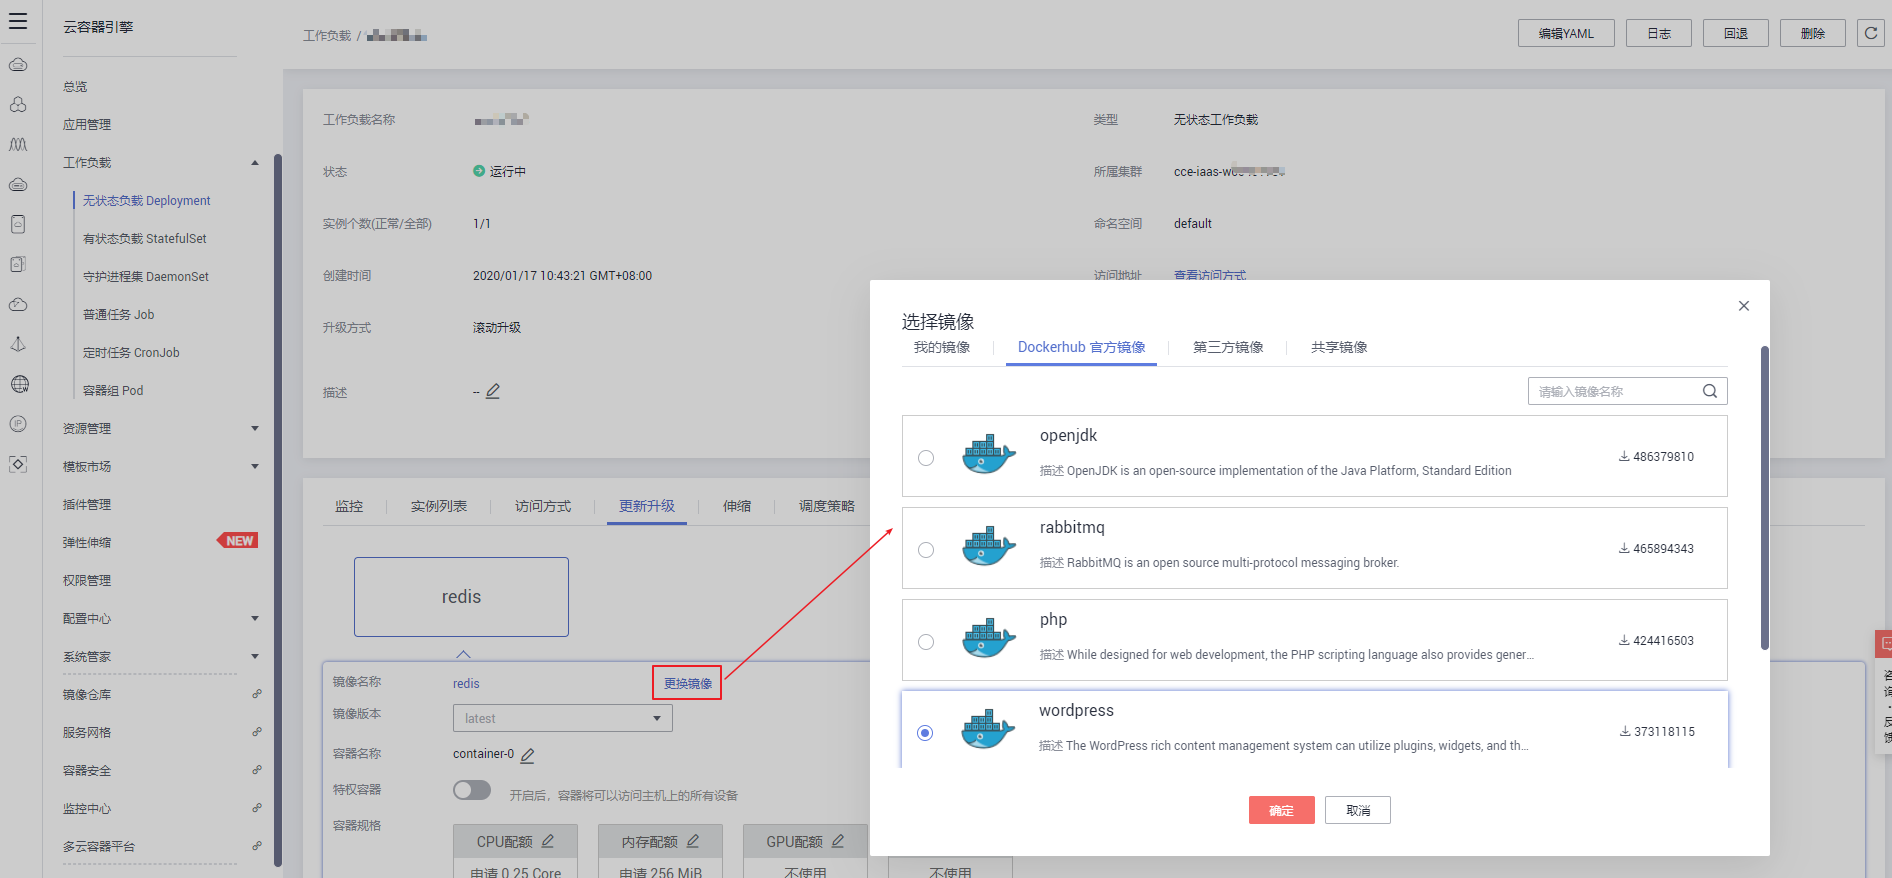 云容器引擎
总览
应用管理
工作负载
无状态负载 Deployment
有状态负载 StatefulSet
守护进程集 DaemonSet
普通任务 Job
定时任务 CronJob
容器组 Pod
资源管理
模板市场
插件管理
弹性伸缩 NEW
权限管理
配置中心
系统管家
镜像仓库
服务网格
容器安全
监控中心
多云容器平台
工作负载 /
编辑YAML 日志 回退 删除
工作负载名称
类型 无状态工作负载
状态 运行中
所属集群 cce-iaas-w
实例个数(正常/全部) 1/1
命名空间 default
创建时间 2020/01/17 10:43:21 GMT+08:00
访问地址 查看访问方式
升级方式 滚动升级
描述 --
监控 实例列表 访问方式 更新升级 伸缩 调度策略
redis
镜像名称 redis 更换镜像
镜像版本 latest
容器名称 container-0
特权容器 开启后，容器将可以访问主机上的所有设备
容器规格
CPU配额 内存配额 GPU配额
申请 0.25 Core 申请 256 MiB 不使用 不使用
选择镜像
我的镜像 Dockerhub 官方镜像 第三方镜像 共享镜像
请输入镜像名称
openjdk
描述 OpenJDK is an open-source implementation of the Java Platform, Standard Edition
486379810
rabbitmq
描述 RabbitMQ is an open source multi-protocol messaging broker.
465894343
php
描述 While designed for web development, the PHP scripting language also provides gener...
424416503
wordpress
描述 The WordPress rich content management system can utilize plugins, widgets, and th...
373118115
确定 取消
咨
询
·
反
馈